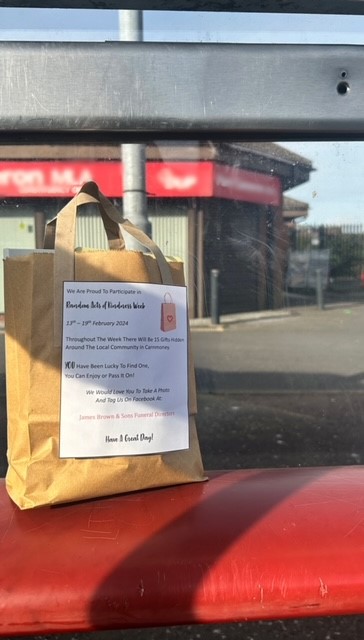 eron MLA
DUP
We Are Proud To Participate In
Random Acts of Kindness Week
13th – 19th February 2024
Throughout The Week There Will Be 15 Gifts Hidden
Around The Local Community In Carnmoney
YOU Have Been Lucky To Find One,
You Can Enjoy or Pass It On!
We Would Love You To Take A Photo
And Tag Us On Facebook At:
James Brown & Sons Funeral Directors
Have A Great Day!